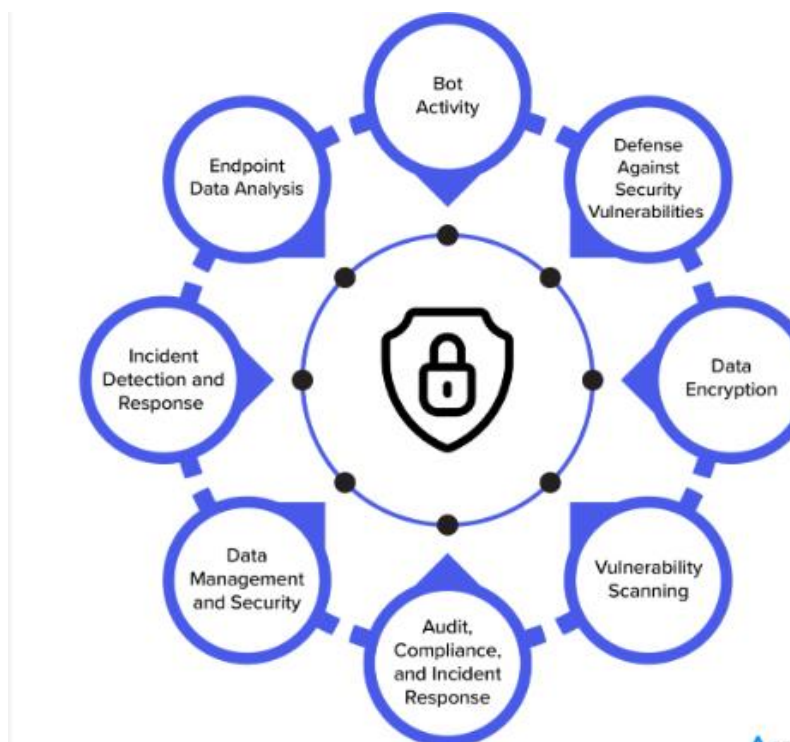 Bot
Activity
Defense
Against
Security
Vulnerabilities
Data
Encryption
Vulnerability
Scanning
Audit,
Compliance,
and Incident
Response
Data
Management
and Security
Incident
Detection and
Response
Endpoint
Data Analysis